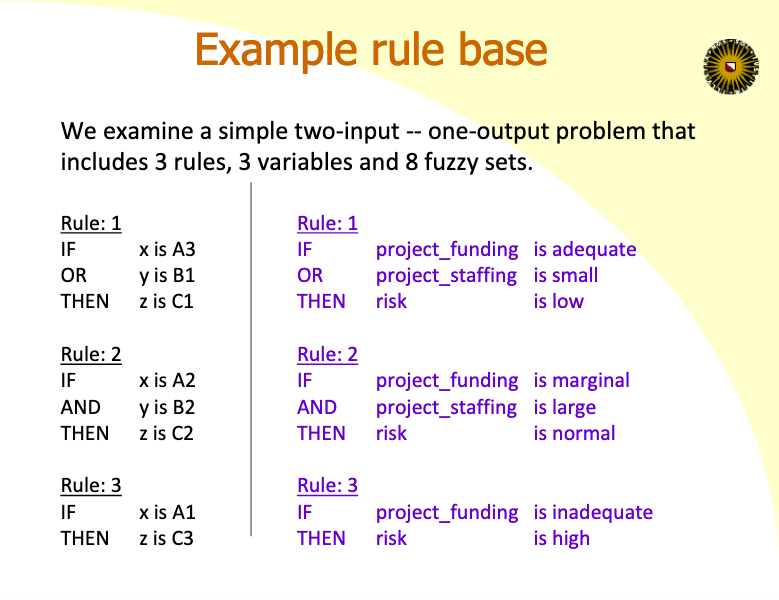 Example rule base
We examine a simple two-input -- one-output problem that
includes 3 rules, 3 variables and 8 fuzzy sets.
Rule: 1
IF x is A3
OR y is B1
THEN z is C1
Rule: 2
IF x is A2
AND y is B2
THEN z is C2
Rule: 3
IF x is A1
THEN z is C3
Rule: 1
IF project_funding is adequate
OR project_staffing is small
THEN risk is low
Rule: 2
IF project_funding is marginal
AND project_staffing is large
THEN risk is normal
Rule: 3
IF project_funding is inadequate
THEN risk is high